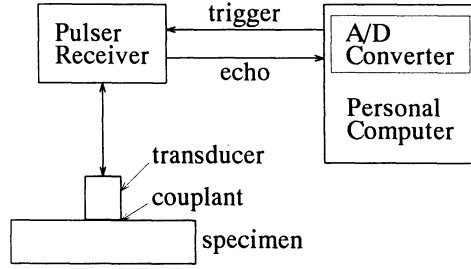 trigger
Pulser
Receiver
A/D
Converter
echo
Personal
Computer
transducer
couplant
specimen